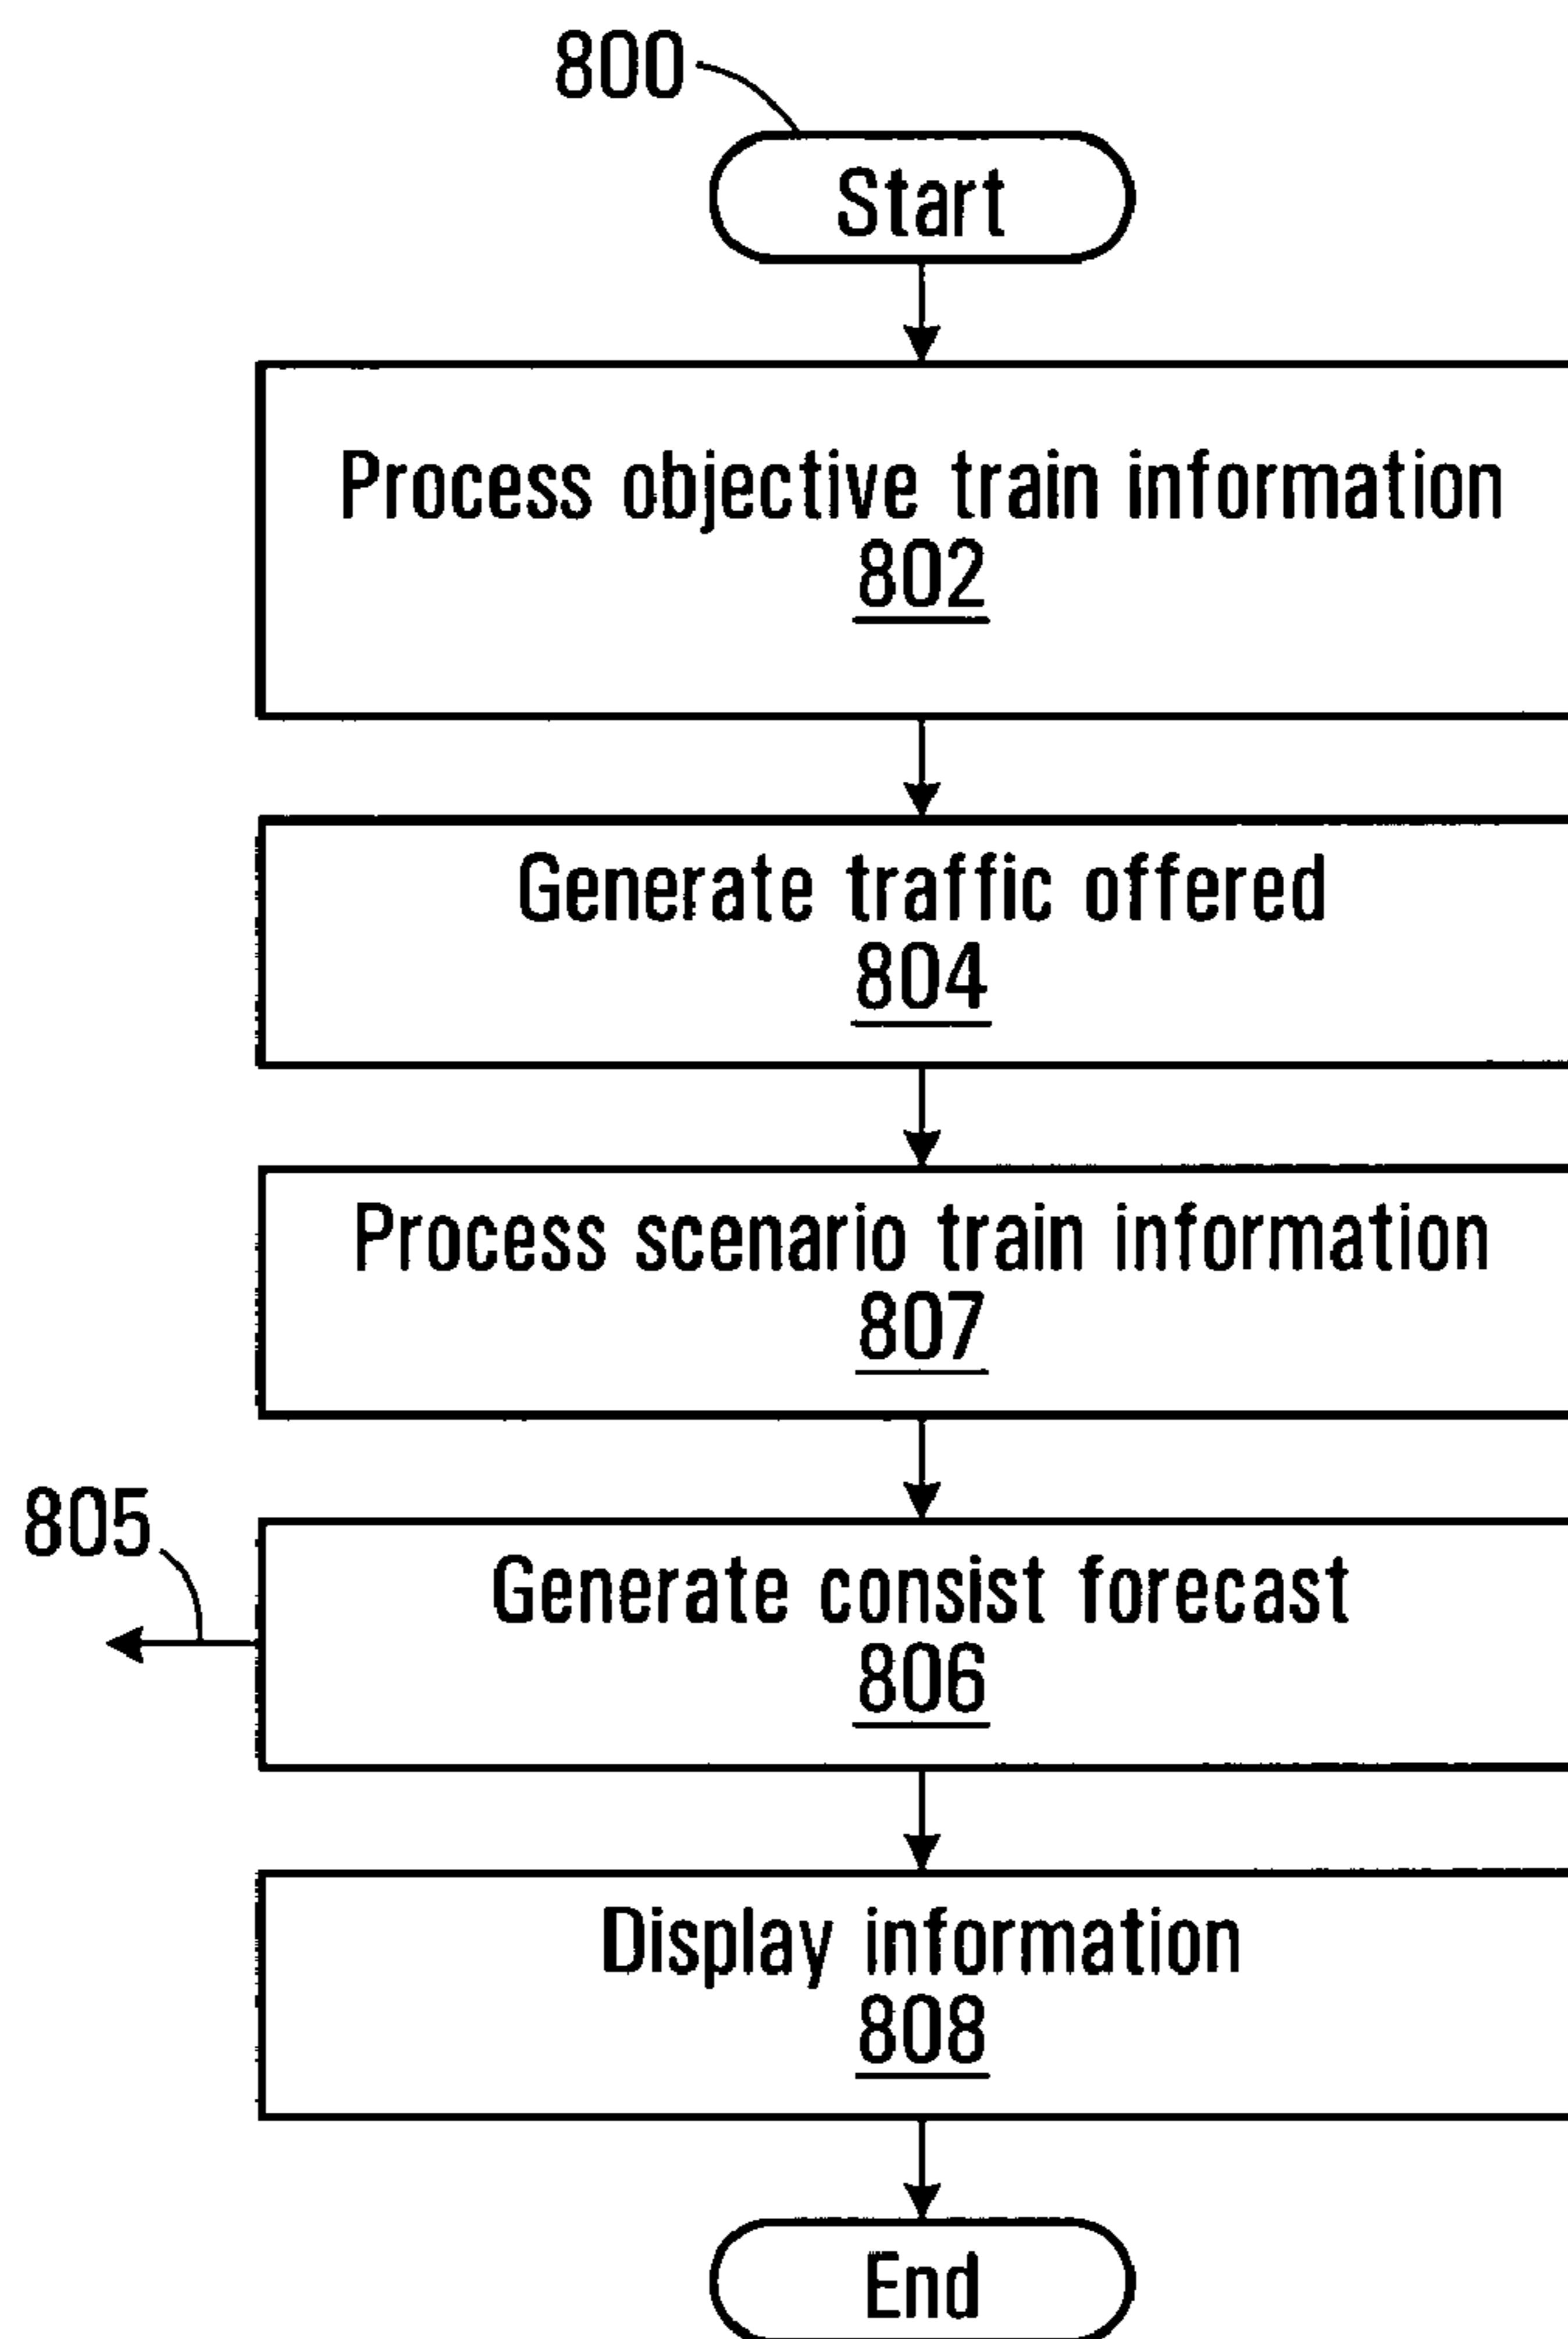 800
Start
Process objective train information
802
Generate traffic offered
804
Process scenario train information
807
805
Generate consist forecast
806
Display information
808
End